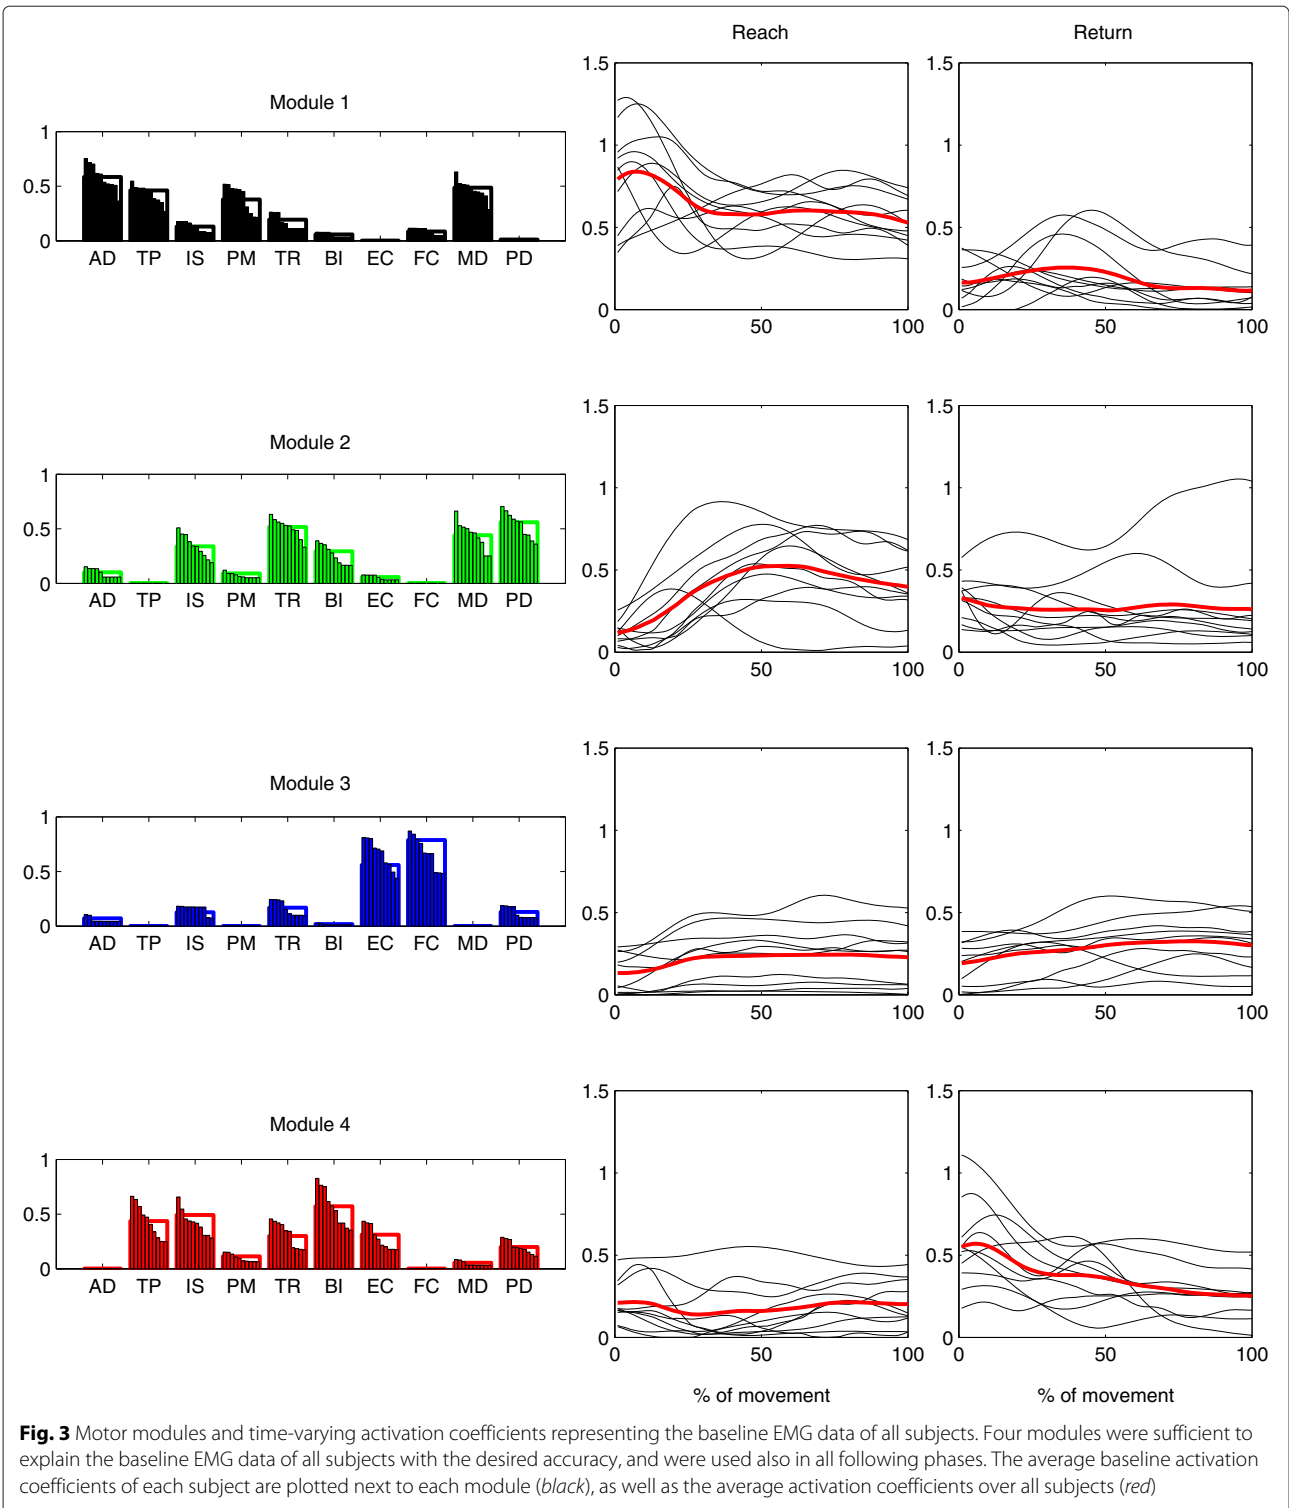 Reach
Return
Module 1
1
0.5
0
AD TP IS PM TR BI EC FC MD PD
1.5
1
0.5
0
0 50 100
1.5
1
0.5
0
0 50 100
Module 2
1
0.5
0
AD TP IS PM TR BI EC FC MD PD
1.5
1
0.5
0
0 50 100
1.5
1
0.5
0
0 50 100
Module 3
1
0.5
0
AD TP IS PM TR BI EC FC MD PD
1.5
1
0.5
0
0 50 100
1.5
1
0.5
0
0 50 100
Module 4
1
0.5
0
AD TP IS PM TR BI EC FC MD PD
1.5
1
0.5
0
0 50 100
% of movement
1.5
1
0.5
0
0 50 100
% of movement
Fig. 3 Motor modules and time-varying activation coefficients representing the baseline EMG data of all subjects. Four modules were sufficient to
explain the baseline EMG data of all subjects with the desired accuracy, and were used also in all following phases. The average baseline activation
coefficients of each subject are plotted next to each module (black), as well as the average activation coefficients over all subjects (red)